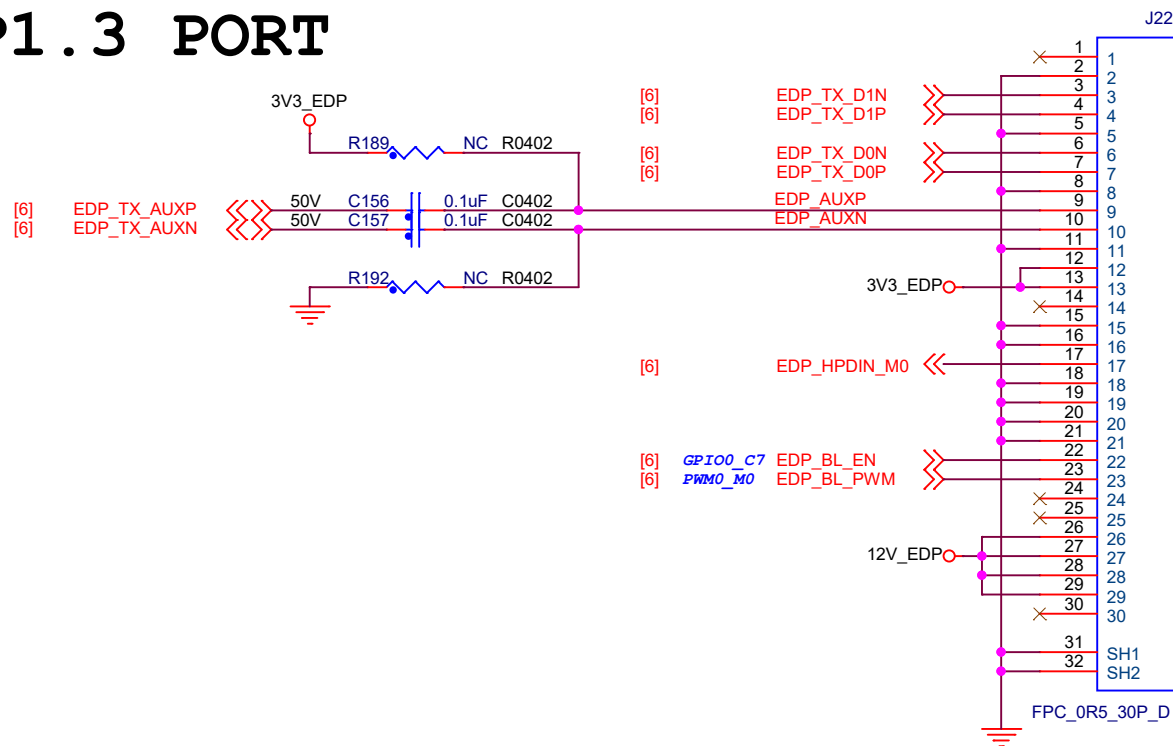 P1.3 PORT
J22
3V3_EDP
R189 NC R0402
[6] EDP_TX_AUXP 50V C156 0.1uF C0402
[6] EDP_TX_AUXN 50V C157 0.1uF C0402
R192 NC R0402
[6] EDP_TX_D1N
[6] EDP_TX_D1P
[6] EDP_TX_D0N
[6] EDP_TX_D0P
EDP_AUXP
EDP_AUXN
3V3_EDP
[6] EDP_HPDIN_M0
[6] GPIO0_C7 EDP_BL_EN
[6] PWM0_M0 EDP_BL_PWM
12V_EDP
1 1
2 2
3 3
4 4
5 5
6 6
7 7
8 8
9 9
10 10
11 11
12 12
13 13
14 14
15 15
16 16
17 17
18 18
19 19
20 20
21 21
22 22
23 23
24 24
25 25
26 26
27 27
28 28
29 29
30 30
31 SH1
32 SH2
FPC_0R5_30P_D